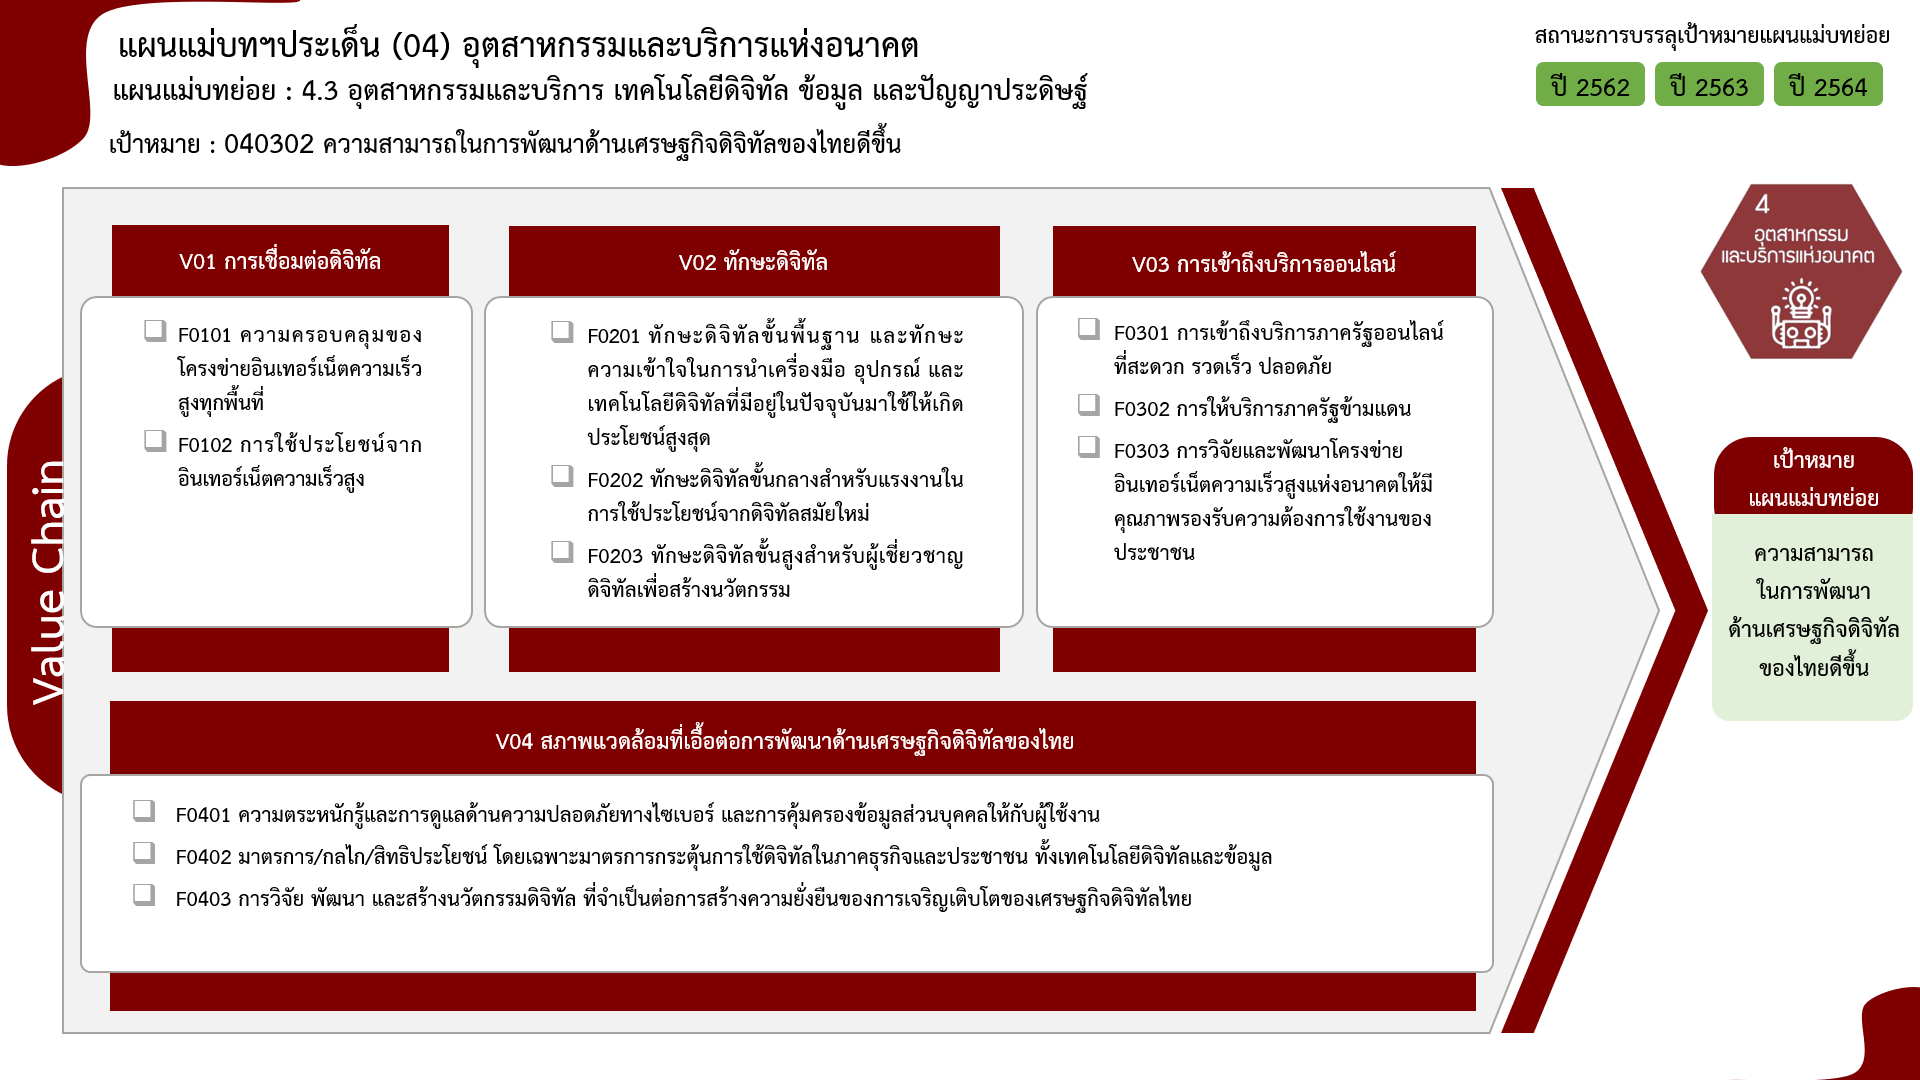 แผนแม่บทฯประเด็น (04) อุตสาหกรรมและบริการแห่งอนาคต
แผนแม่บทย่อย : 4.3 อุตสาหกรรมและบริการ เทคโนโลยีดิจิทัล ข้อมูล และปัญญาประดิษฐ์
เป้าหมาย : 040302 ความสามารถในการพัฒนาด้านเศรษฐกิจดิจิทัลของไทยดีขึ้น
สถานะการบรรลุเป้าหมายแผนแม่บทย่อย
ปี 2562 ปี 2563 ปี 2564
Value Chain
V01 การเชื่อมต่อดิจิทัล
F0101 ความครอบคลุมของ
โครงข่ายอินเทอร์เน็ตความเร็ว
สูงทุกพื้นที่
F0102 การใช้ประโยชน์จาก
อินเทอร์เน็ตความเร็วสูง
V02 ทักษะดิจิทัล
F0201 ทักษะดิจิทัลขั้นพื้นฐาน และทักษะ
ความเข้าใจในการนำเครื่องมือ อุปกรณ์ และ
เทคโนโลยีดิจิทัลที่มีอยู่ในปัจจุบันมาใช้ให้เกิด
ประโยชน์สูงสุด
F0202 ทักษะดิจิทัลขั้นกลางสำหรับแรงงานใน
การใช้ประโยชน์จากดิจิทัลสมัยใหม่
F0203 ทักษะดิจิทัลขั้นสูงสำหรับผู้เชี่ยวชาญ
ดิจิทัลเพื่อสร้างนวัตกรรม
V03 การเข้าถึงบริการออนไลน์
F0301 การเข้าถึงบริการภาครัฐออนไลน์
ที่สะดวก รวดเร็ว ปลอดภัย
F0302 การให้บริการภาครัฐข้ามแดน
F0303 การวิจัยและพัฒนาโครงข่าย
อินเทอร์เน็ตความเร็วสูงแห่งอนาคตให้มี
คุณภาพรองรับความต้องการใช้งานของ
ประชาชน
V04 สภาพแวดล้อมที่เอื้อต่อการพัฒนาด้านเศรษฐกิจดิจิทัลของไทย
F0401 ความตระหนักรู้และการดูแลด้านความปลอดภัยทางไซเบอร์ และการคุ้มครองข้อมูลส่วนบุคคลให้กับผู้ใช้งาน
F0402 มาตรการ/กลไก/สิทธิประโยชน์ โดยเฉพาะมาตรการกระตุ้นการใช้ดิจิทัลในภาคธุรกิจและประชาชน ทั้งเทคโนโลยีดิจิทัลและข้อมูล
F0403 การวิจัย พัฒนา และสร้างนวัตกรรมดิจิทัล ที่จำเป็นต่อการสร้างความยั่งยืนของการเจริญเติบโตของเศรษฐกิจดิจิทัลไทย
4
อุตสาหกรรม
และบริการแห่งอนาคต
เป้าหมาย
แผนแม่บทย่อย
ความสามารถ
ในการพัฒนา
ด้านเศรษฐกิจดิจิทัล
ของไทยดีขึ้น